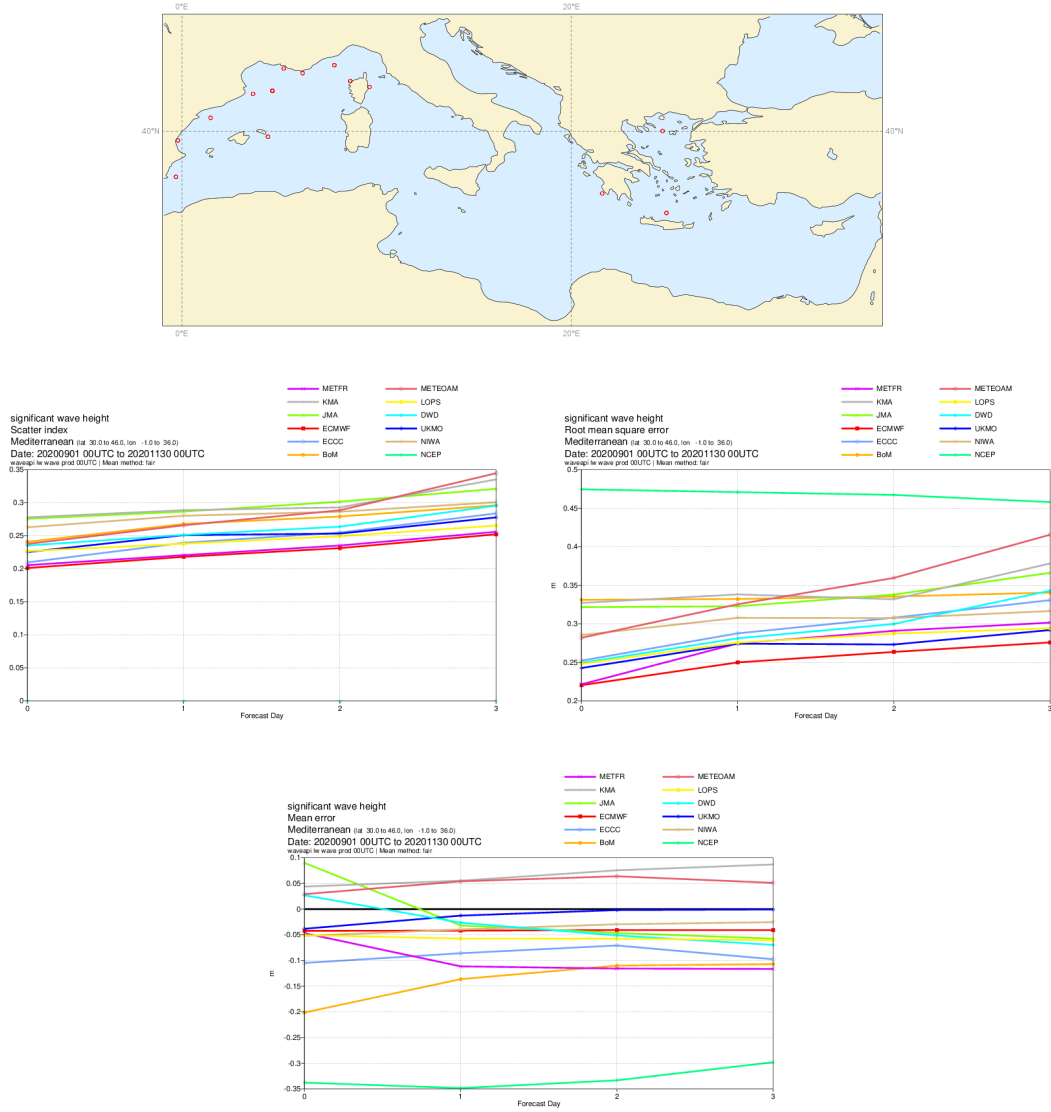 0°E 20°E
40°N 40°N
0°E 20°E
METFR METEOAM
KMA LOPS
JMA DWD
ECMWF UKMO
ECCC NIWA
BoM NCEP
significant wave height
Scatter index
Mediterranean (lat 30.0 to 46.0, lon -1.0 to 36.0)
Date: 20200901 00UTC to 20201130 00UTC
waveapi lw wave prod 00UTC | Mean method: fair
0.35
0.3
0.25
0.2
0.15
0.1
0.05
0
0 1 2 3
Forecast Day
METFR METEOAM
KMA LOPS
JMA DWD
ECMWF UKMO
ECCC NIWA
BoM NCEP
significant wave height
Root mean square error
Mediterranean (lat 30.0 to 46.0, lon -1.0 to 36.0)
Date: 20200901 00UTC to 20201130 00UTC
waveapi lw wave prod 00UTC | Mean method: fair
0.5
0.45
0.4
0.35
m
0.3
0.25
0.2
0 1 2 3
Forecast Day
METFR METEOAM
KMA LOPS
JMA DWD
ECMWF UKMO
ECCC NIWA
BoM NCEP
significant wave height
Mean error
Mediterranean (lat 30.0 to 46.0, lon -1.0 to 36.0)
Date: 20200901 00UTC to 20201130 00UTC
waveapi lw wave prod 00UTC | Mean method: fair
0.1
0.05
0
-0.05
-0.1
m
-0.15
-0.2
-0.25
-0.3
-0.35
0 1 2 3
Forecast Day